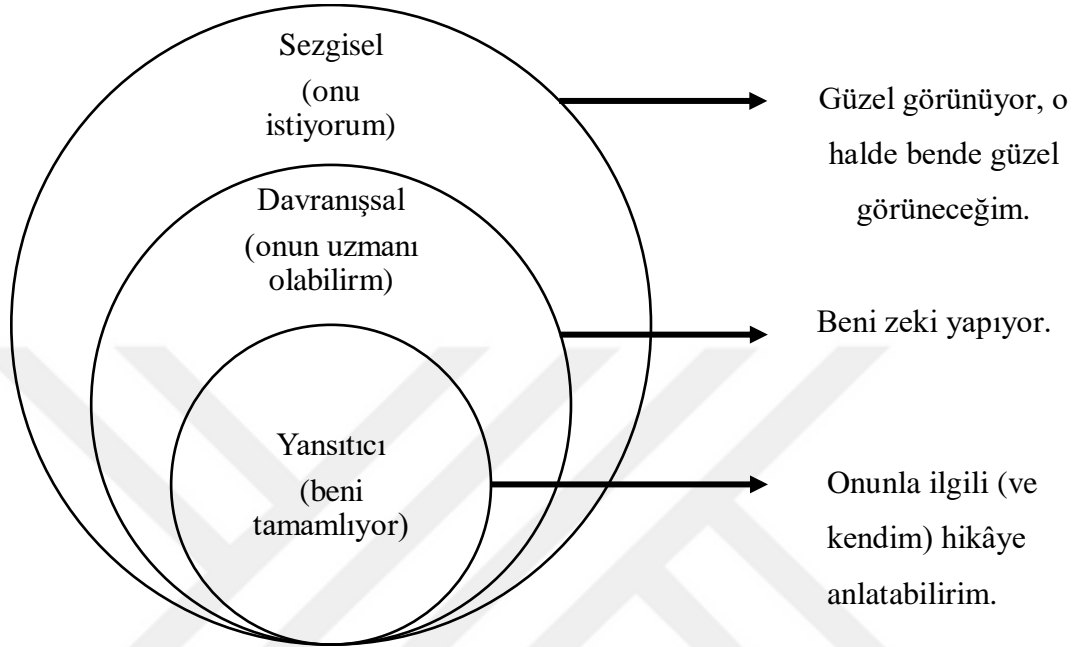 Sezgisel
(onu
istiyorum)
Güzel görünüyor, o
halde bende güzel
görüneceğim.
Davranışsal
(onun uzmanı
olabilirm)
Beni zeki yapıyor.
Yansıtıcı
(beni
tamamlıyor)
Onunla ilgili (ve
kendim) hikâye
anlatabilirim.